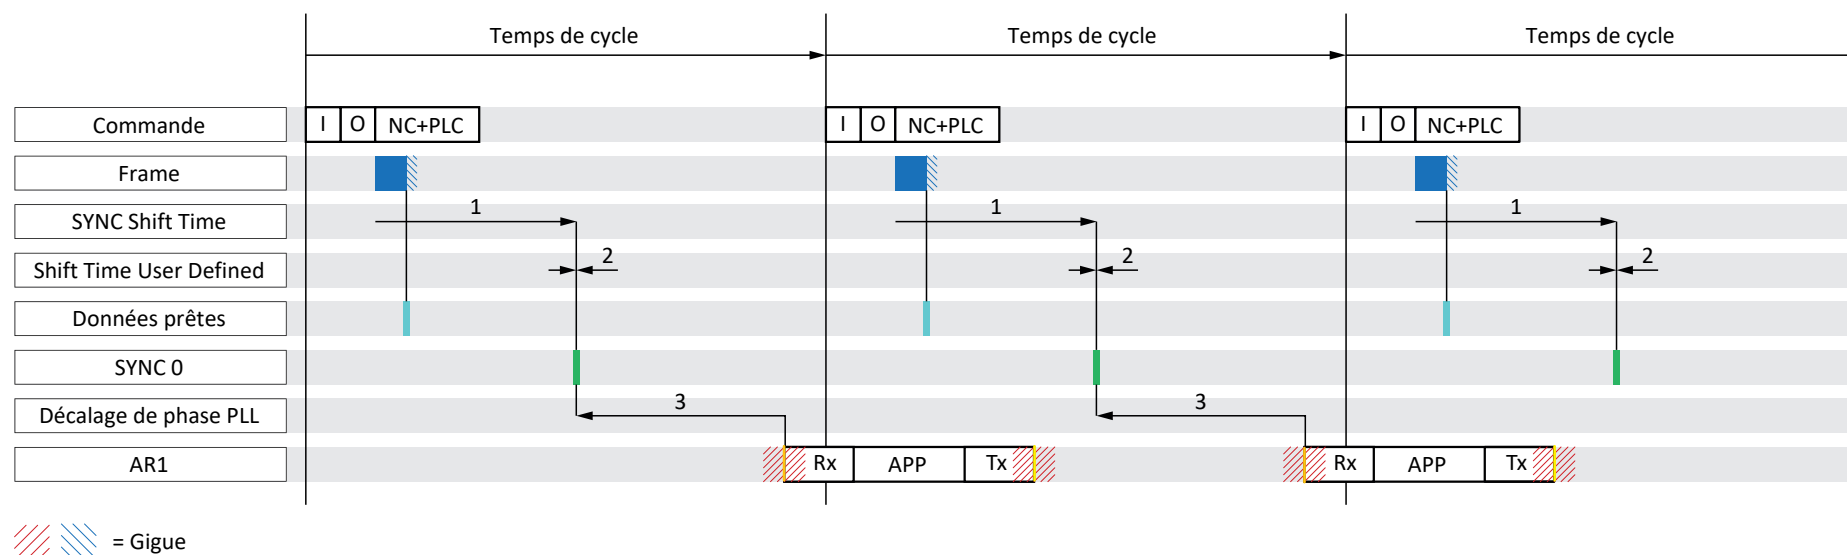 Temps de cycle Temps de cycle Temps de cycle
Commande I O NC+PLC I O NC+PLC I O NC+PLC
Frame
SYNC Shift Time 1 1 1
Shift Time User Defined 2 2 2
Données prêtes
SYNC 0
Décalage de phase PLL 3 3
AR1 Rx APP Tx Rx APP Tx
= Gigue